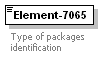 Element-7065
Type of packages
identification